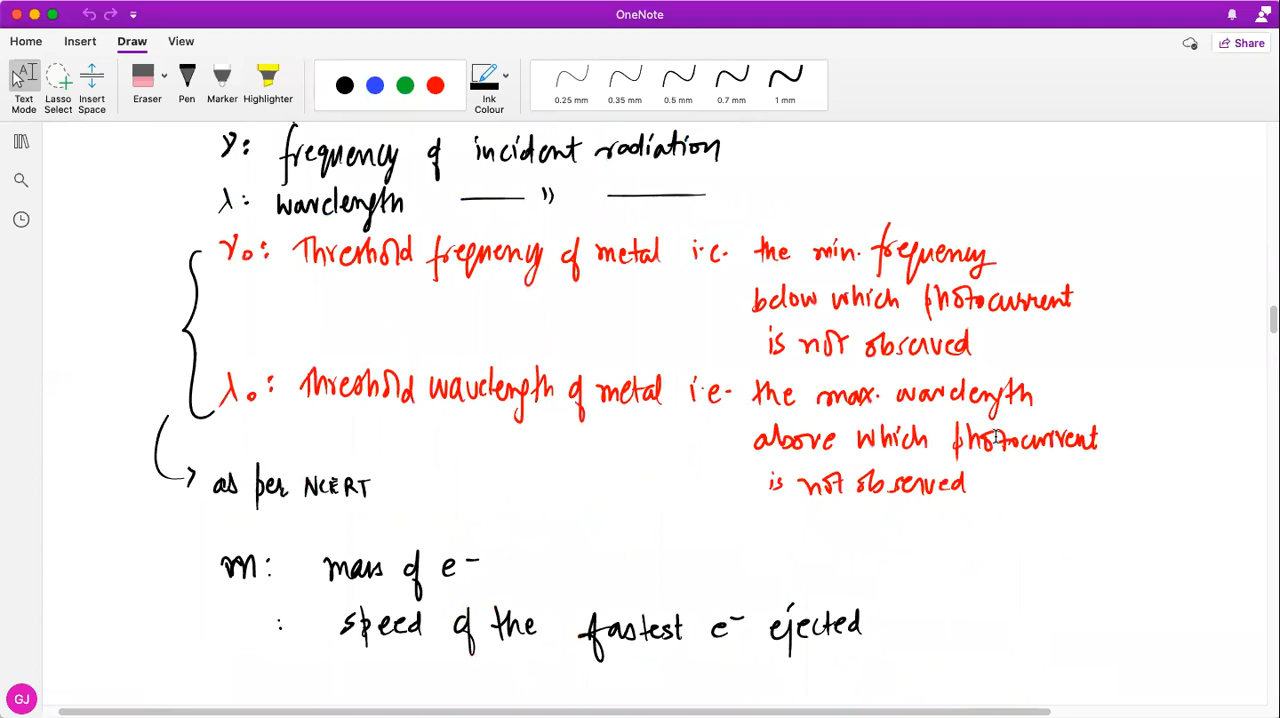 OneNote
Home Insert Draw View
Share
Text Mode
Lasso Select
Insert Space
Eraser
Pen
Marker
Highlighter
Ink Colour
0.25 mm 0.35 mm 0.5 mm 0.7 mm 1 mm
ν: frequency of incident radiation
λ: wavelength —— " ——
ν₀: Threshold frequency of metal i.e. the min. frequency
below which photocurrent
is not observed
λ₀: Threshold wavelength of metal i.e. the max. wavelength
above which photocurrent
is not observed
as per NCERT
m: mass of e⁻
: speed of the fastest e⁻ ejected
GJ